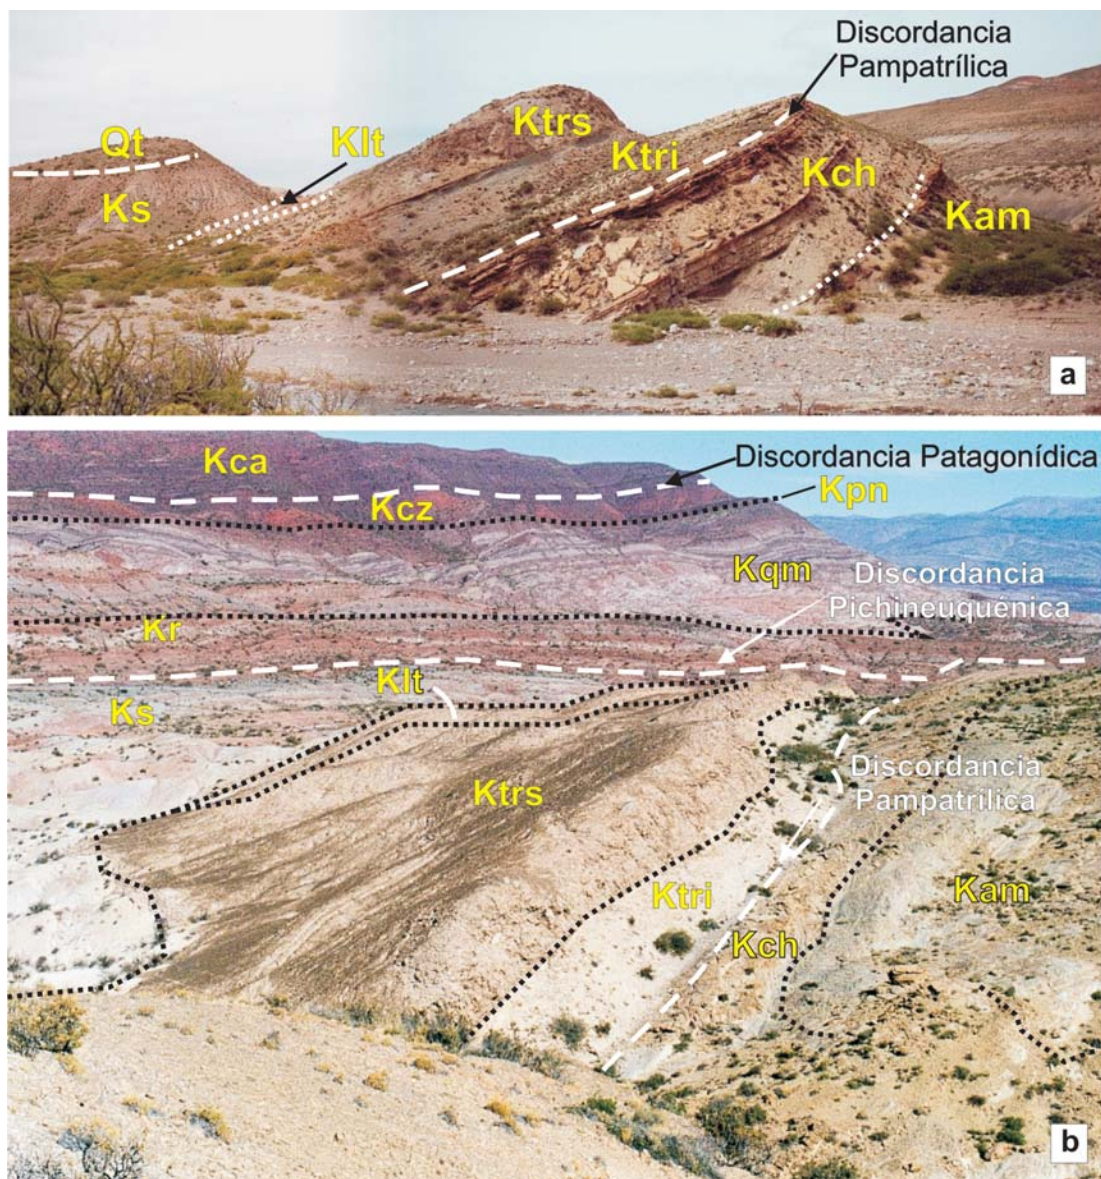 Discordancia
Pampatrílica
Qt
Klt
Ktrs
Ktri
Kch
Ks
Kam
a
Kca
Discordancia Patagonídica
Kcz
Kpn
Kqm
Discordancia
Pichineuquénica
Kr
Klt
Ks
Ktrs
Discordancia
Pampatrílica
Ktri
Kam
Kch
b